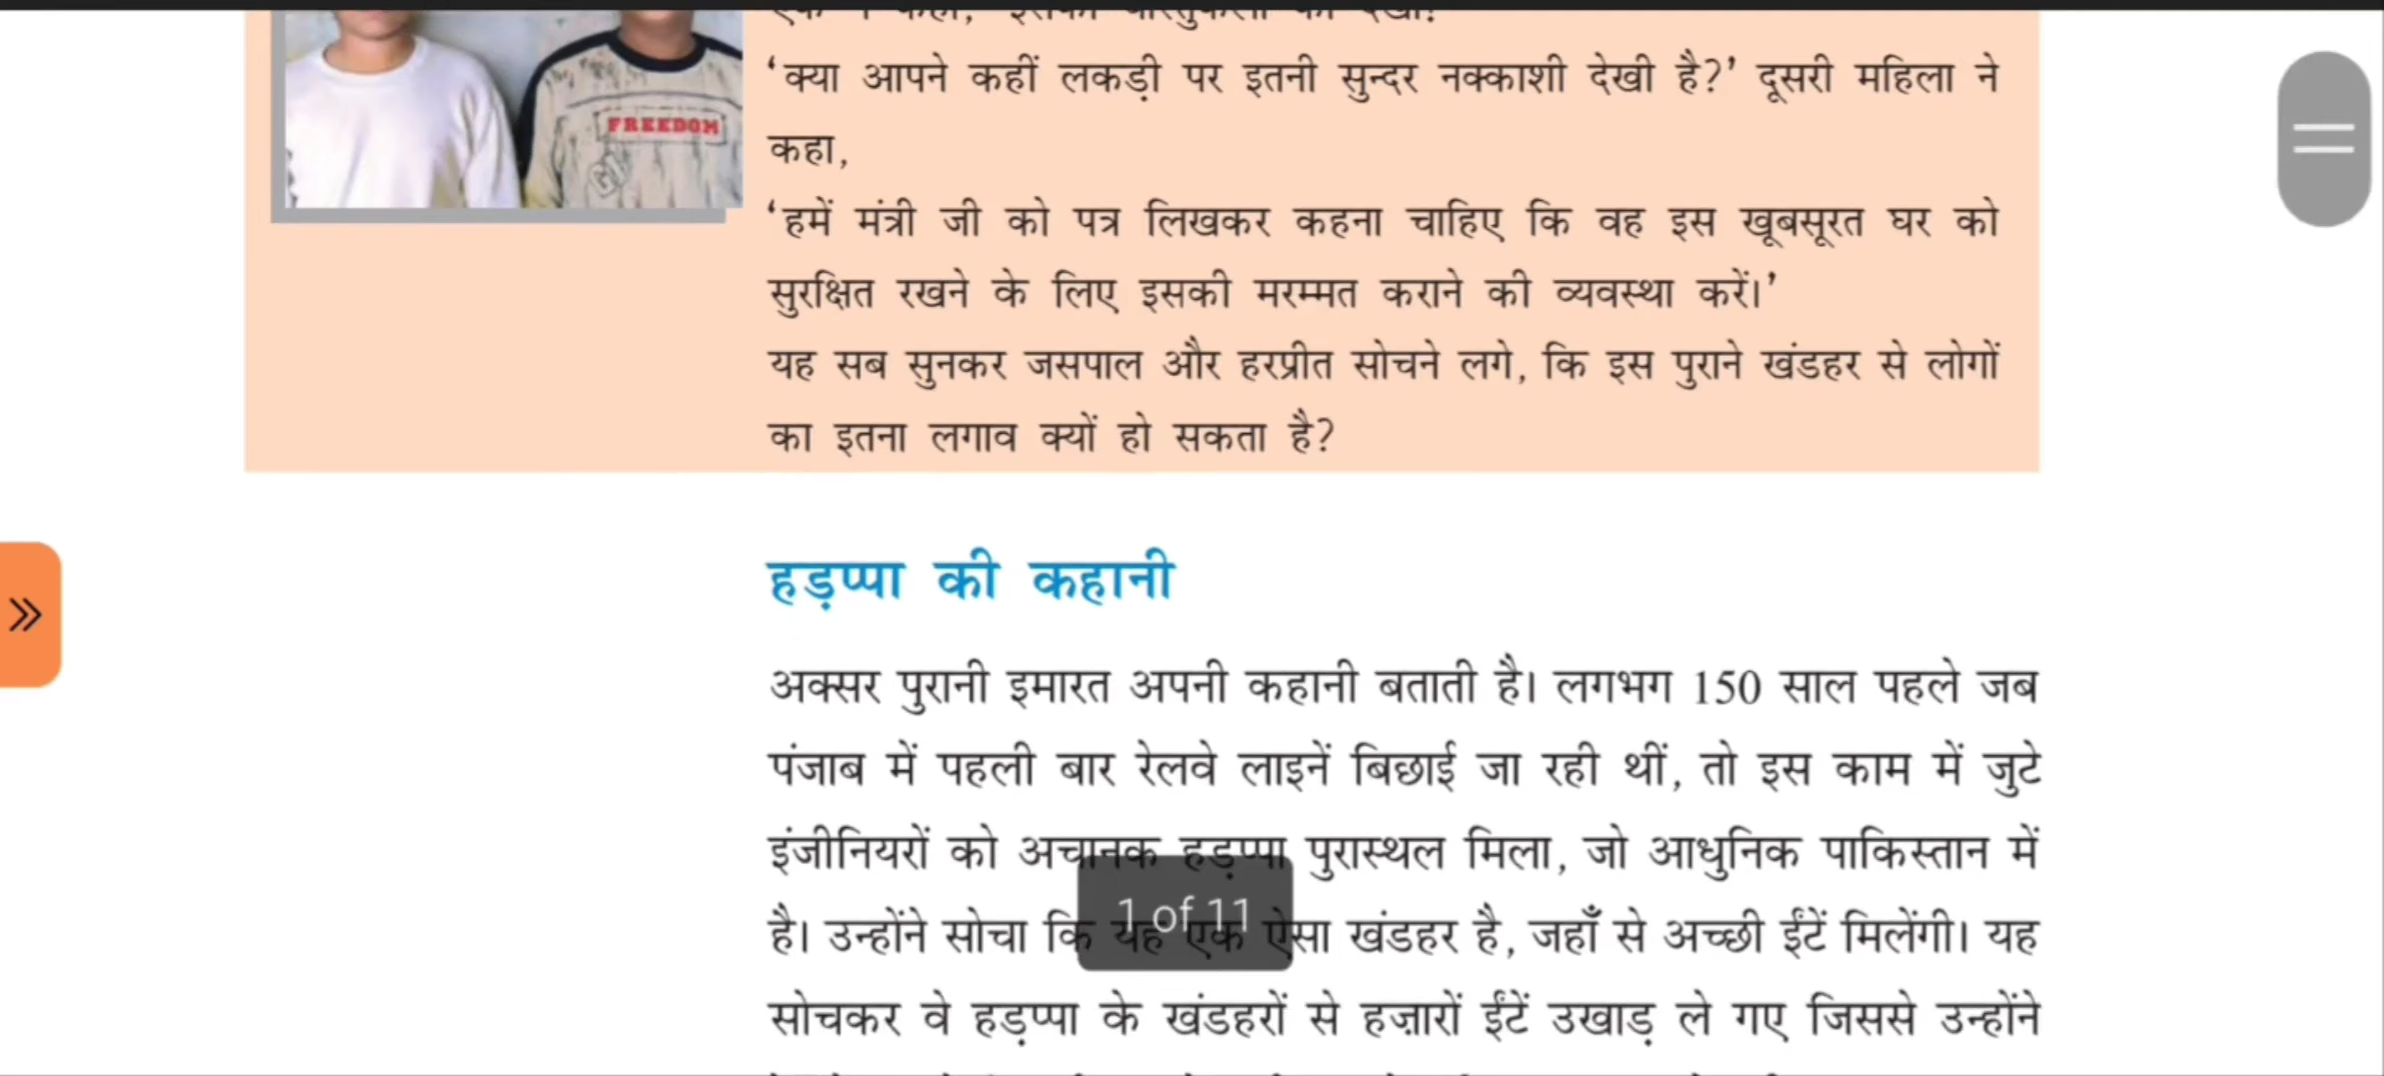 ‘क्या आपने कहीं लकड़ी पर इतनी सुन्दर नक्काशी देखी है?’ दूसरी महिला ने
कहा,
FREEDOM
‘हमें मंत्री जी को पत्र लिखकर कहना चाहिए कि वह इस खूबसूरत घर को
सुरक्षित रखने के लिए इसकी मरम्मत कराने की व्यवस्था करें।’
यह सब सुनकर जसपाल और हरप्रीत सोचने लगे, कि इस पुराने खंडहर से लोगों
का इतना लगाव क्यों हो सकता है?
हड़प्पा की कहानी
अक्सर पुरानी इमारत अपनी कहानी बताती है। लगभग 150 साल पहले जब
पंजाब में पहली बार रेलवे लाइनें बिछाई जा रही थीं, तो इस काम में जुटे
इंजीनियरों को अचानक हड़प्पा पुरास्थल मिला, जो आधुनिक पाकिस्तान में
है। उन्होंने सोचा कि यह एक ऐसा खंडहर है, जहाँ से अच्छी ईंटें मिलेंगी। यह
1 of 11
सोचकर वे हड़प्पा के खंडहरों से हज़ारों ईंटें उखाड़ ले गए जिससे उन्होंने